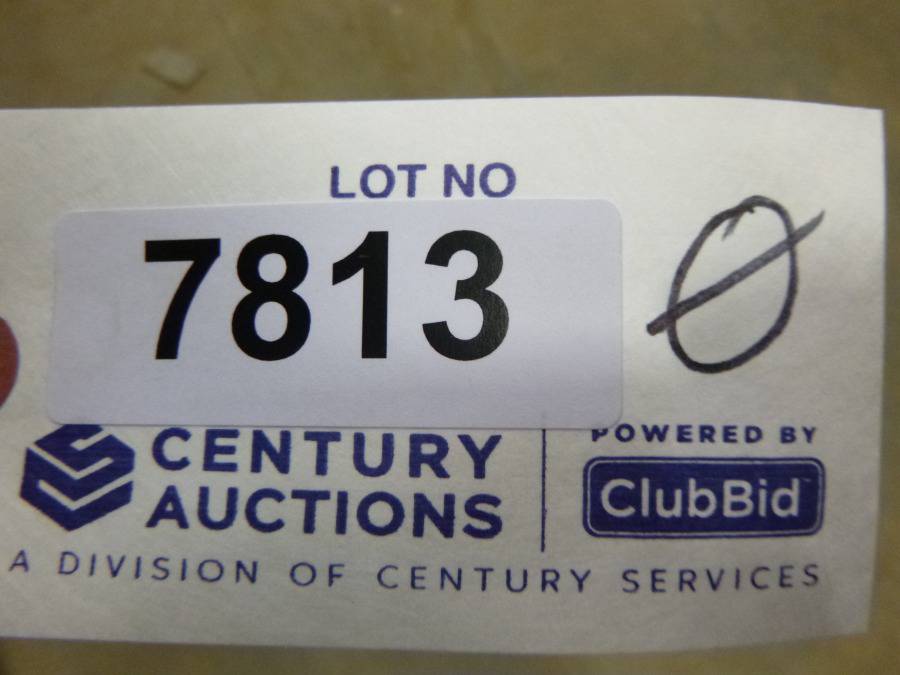 LOT NO
7813 Ø
CENTURY
AUCTIONS
POWERED BY
ClubBid
A DIVISION OF CENTURY SERVICES